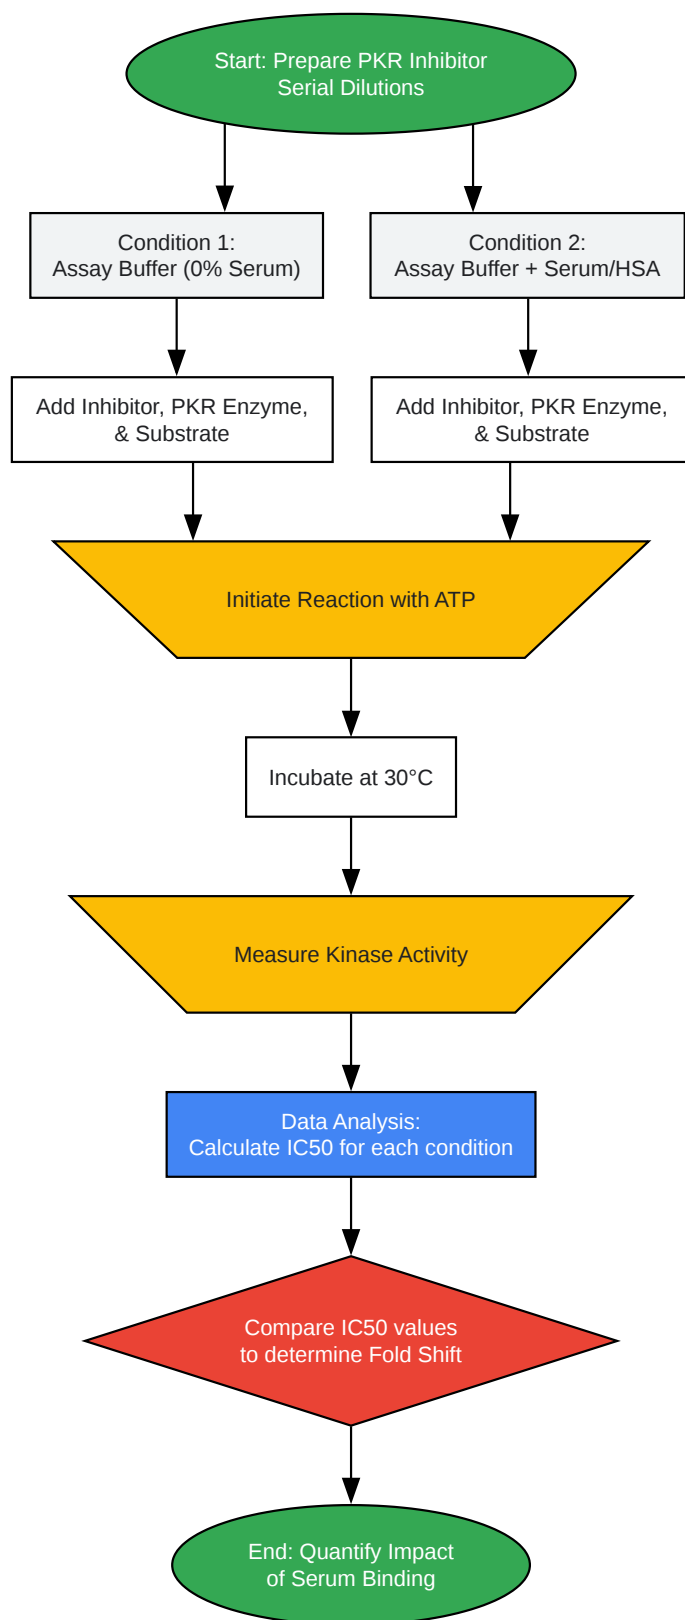 Start: Prepare PKR Inhibitor
Serial Dilutions
Condition 1:
Assay Buffer (0% Serum)
Condition 2:
Assay Buffer + Serum/HSA
Add Inhibitor, PKR Enzyme,
& Substrate
Add Inhibitor, PKR Enzyme,
& Substrate
Initiate Reaction with ATP
Incubate at 30°C
Measure Kinase Activity
Data Analysis:
Calculate IC50 for each condition
Compare IC50 values
to determine Fold Shift
End: Quantify Impact
of Serum Binding